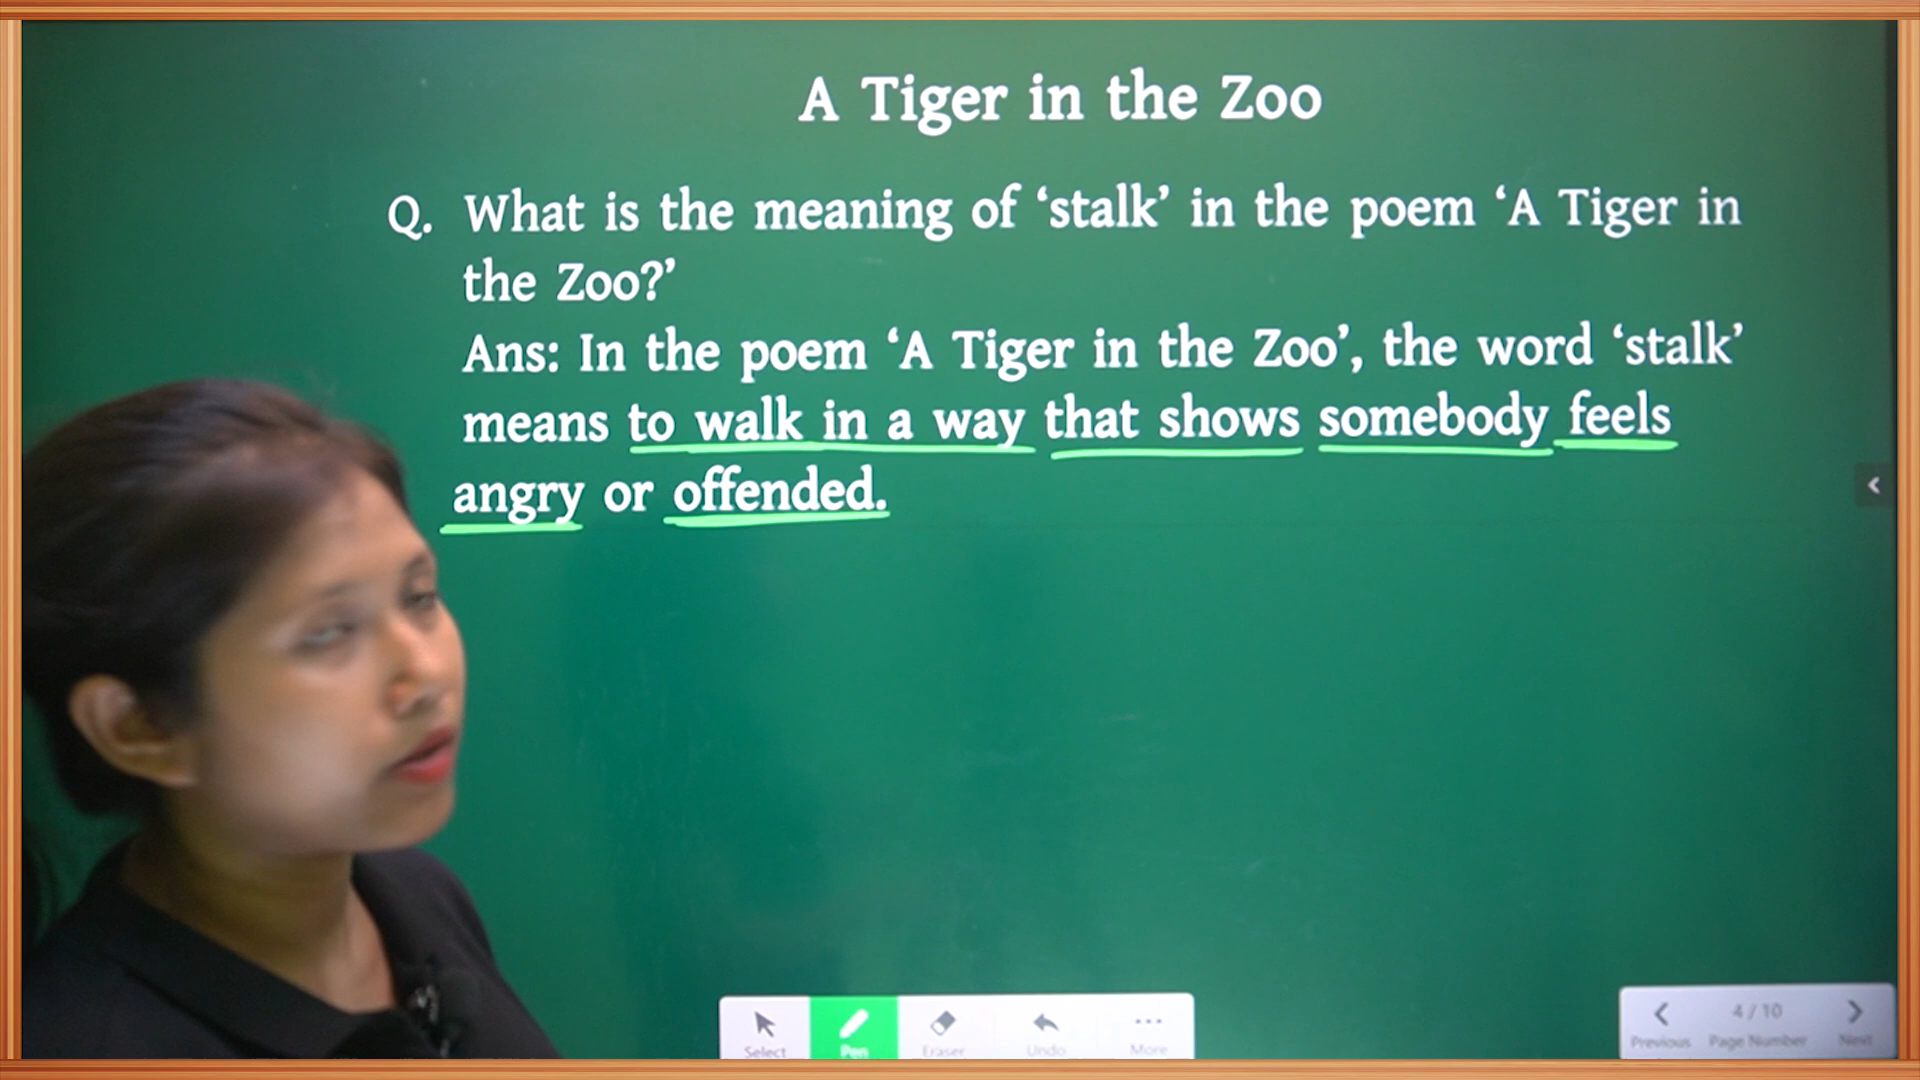 A Tiger in the Zoo
Q. What is the meaning of ‘stalk’ in the poem ‘A Tiger in
the Zoo?’
Ans: In the poem ‘A Tiger in the Zoo’, the word ‘stalk’
means to walk in a way that shows somebody feels
angry or offended.
Select Pen Eraser Undo More
4 / 10
Previous Page Number Next